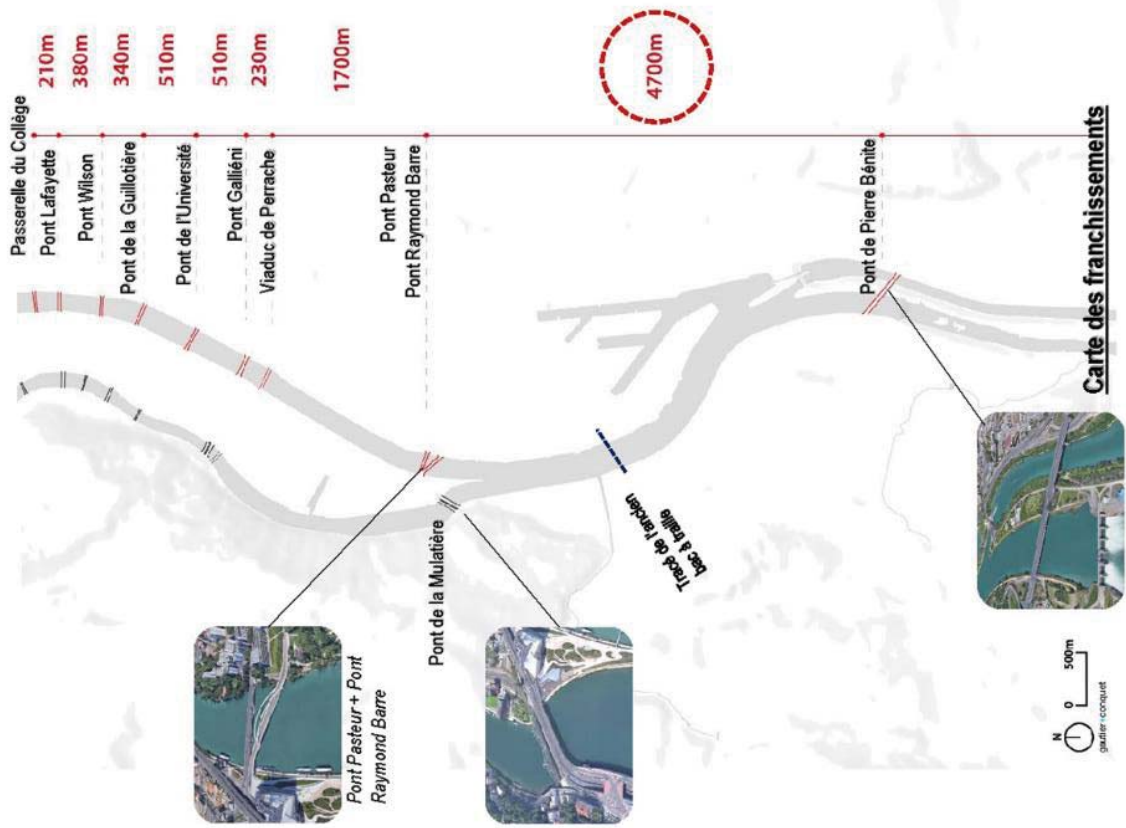 Passerelle du Collège
210m
Pont Lafayette
380m
Pont Wilson
340m
Pont de la Guillotière
510m
Pont de l'Université
510m
Pont Galliéni
230m
Viaduc de Perrache
1700m
Pont Pasteur
Pont Raymond Barre
4700m
Pont de Pierre Bénite
Pont de la Mulatière
Tracé de l'ancien
bac à traille
Pont Pasteur + Pont
Raymond Barre
Carte des franchissements
N
0 500m
gautier+conquet